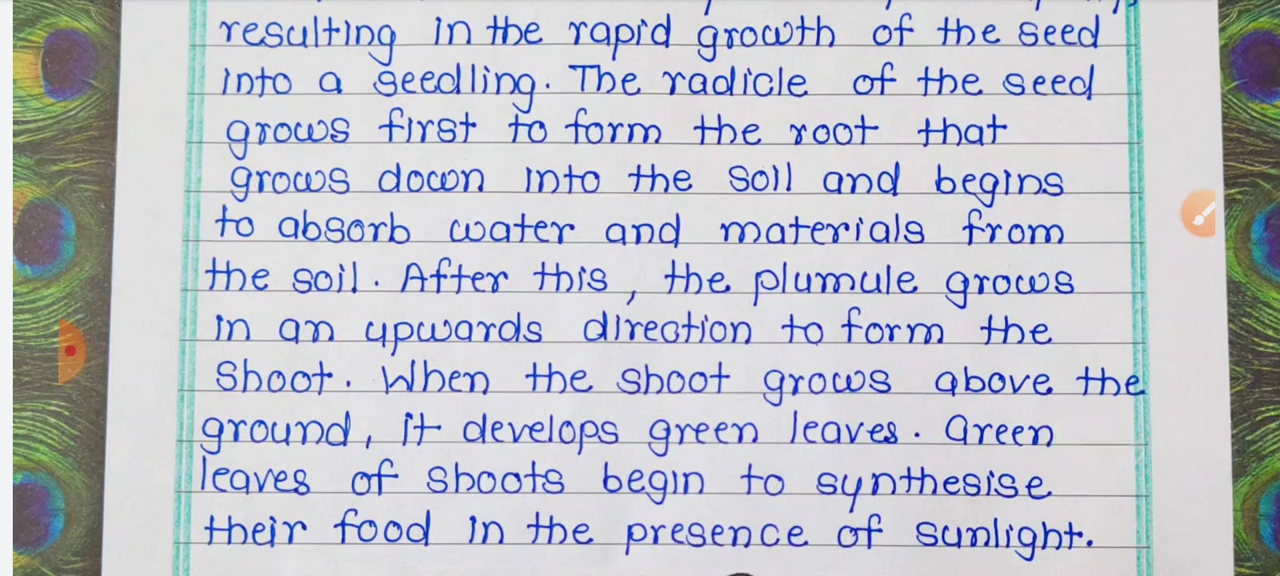 resulting in the rapid growth of the seed
into a seedling. The radicle of the seed
grows first to form the root that
grows down into the soil and begins
to absorb water and materials from
the soil. After this, the plumule grows
in an upwards direction to form the
Shoot. When the shoot grows above the
ground, it develops green leaves. Green
leaves of shoots begin to synthesise
their food in the presence of sunlight.